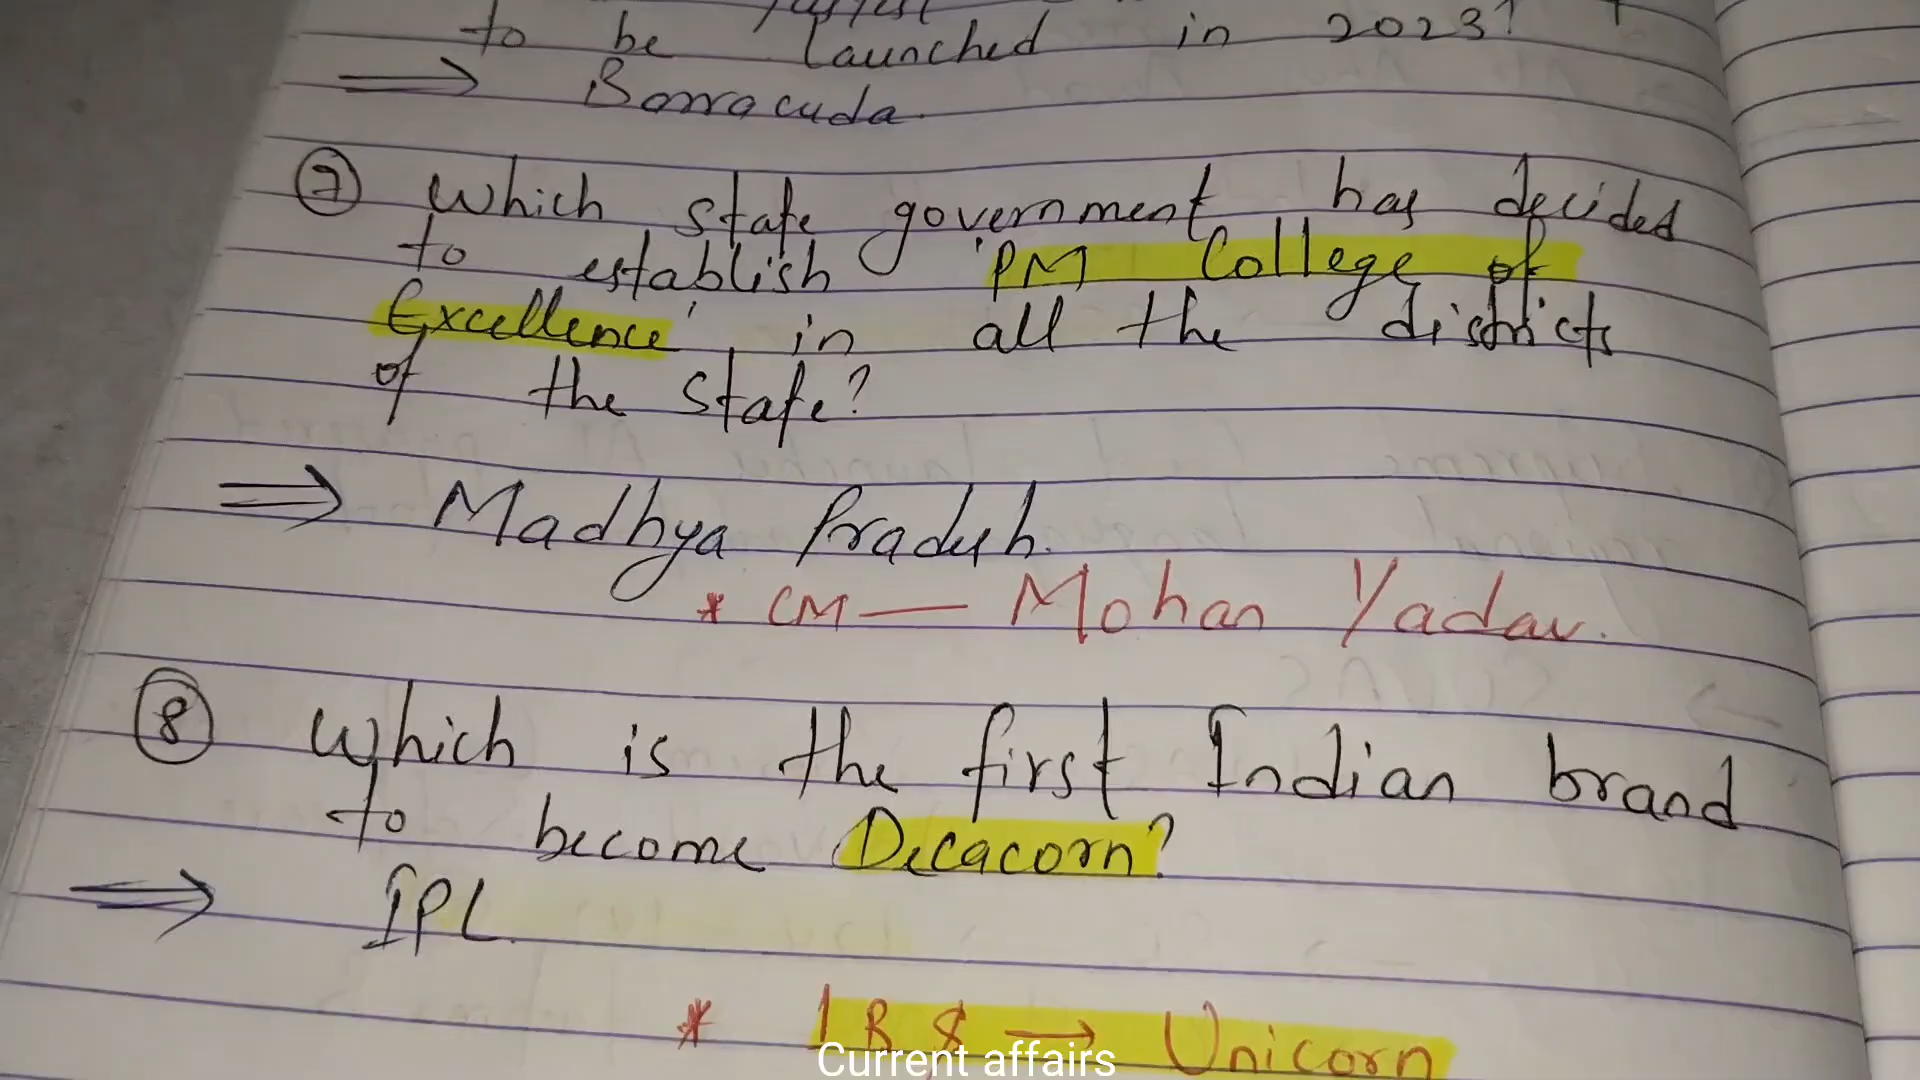 to be launched in 2023?
⇒ Barracuda
⑦ Which state government has decided
to establish 'PM College of
Excellence' in all the districts
of the state?
⇒ Madhya Pradesh.
* CM — Mohan Yadav.
⑧ Which is the first Indian brand
to become Decacorn?
⇒ IPL
* 1 B $ → Unicorn
Current affairs